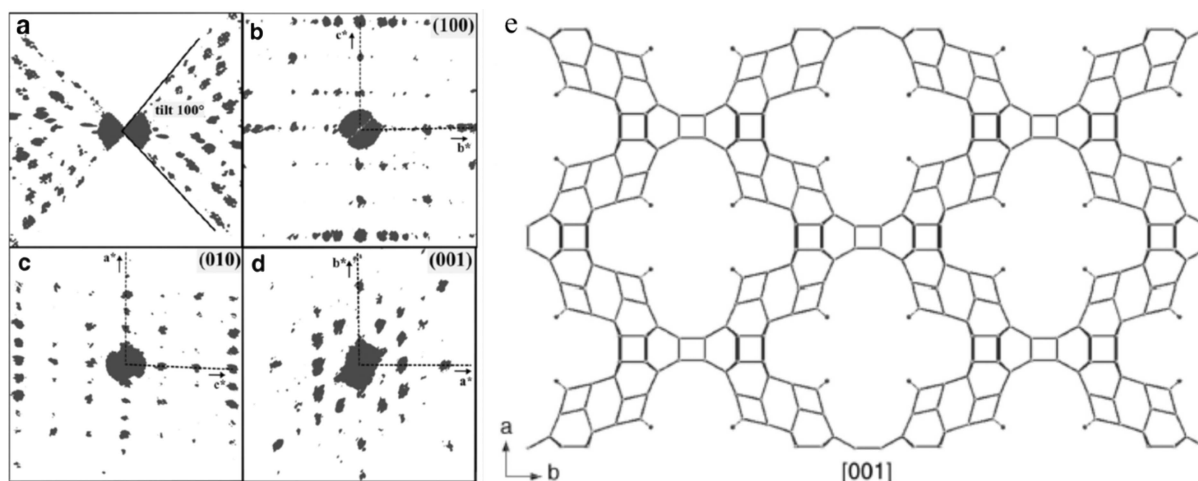 a
tilt 100°
b
(100)
c*
b*
c
(010)
a*
c*
d
(001)
b*
a*
e
a
b
[001]